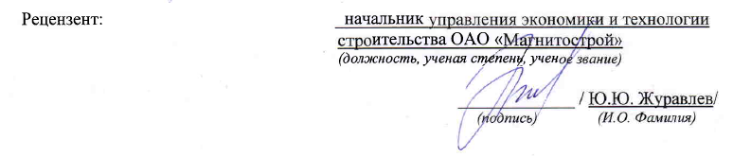 Рецензент: начальник управления экономики и технологии
строительства ОАО «Магнитострой»
(должность, ученая степень, ученое звание)
/ Ю.Ю. Журавлев/
(подпись) (И.О. Фамилия)